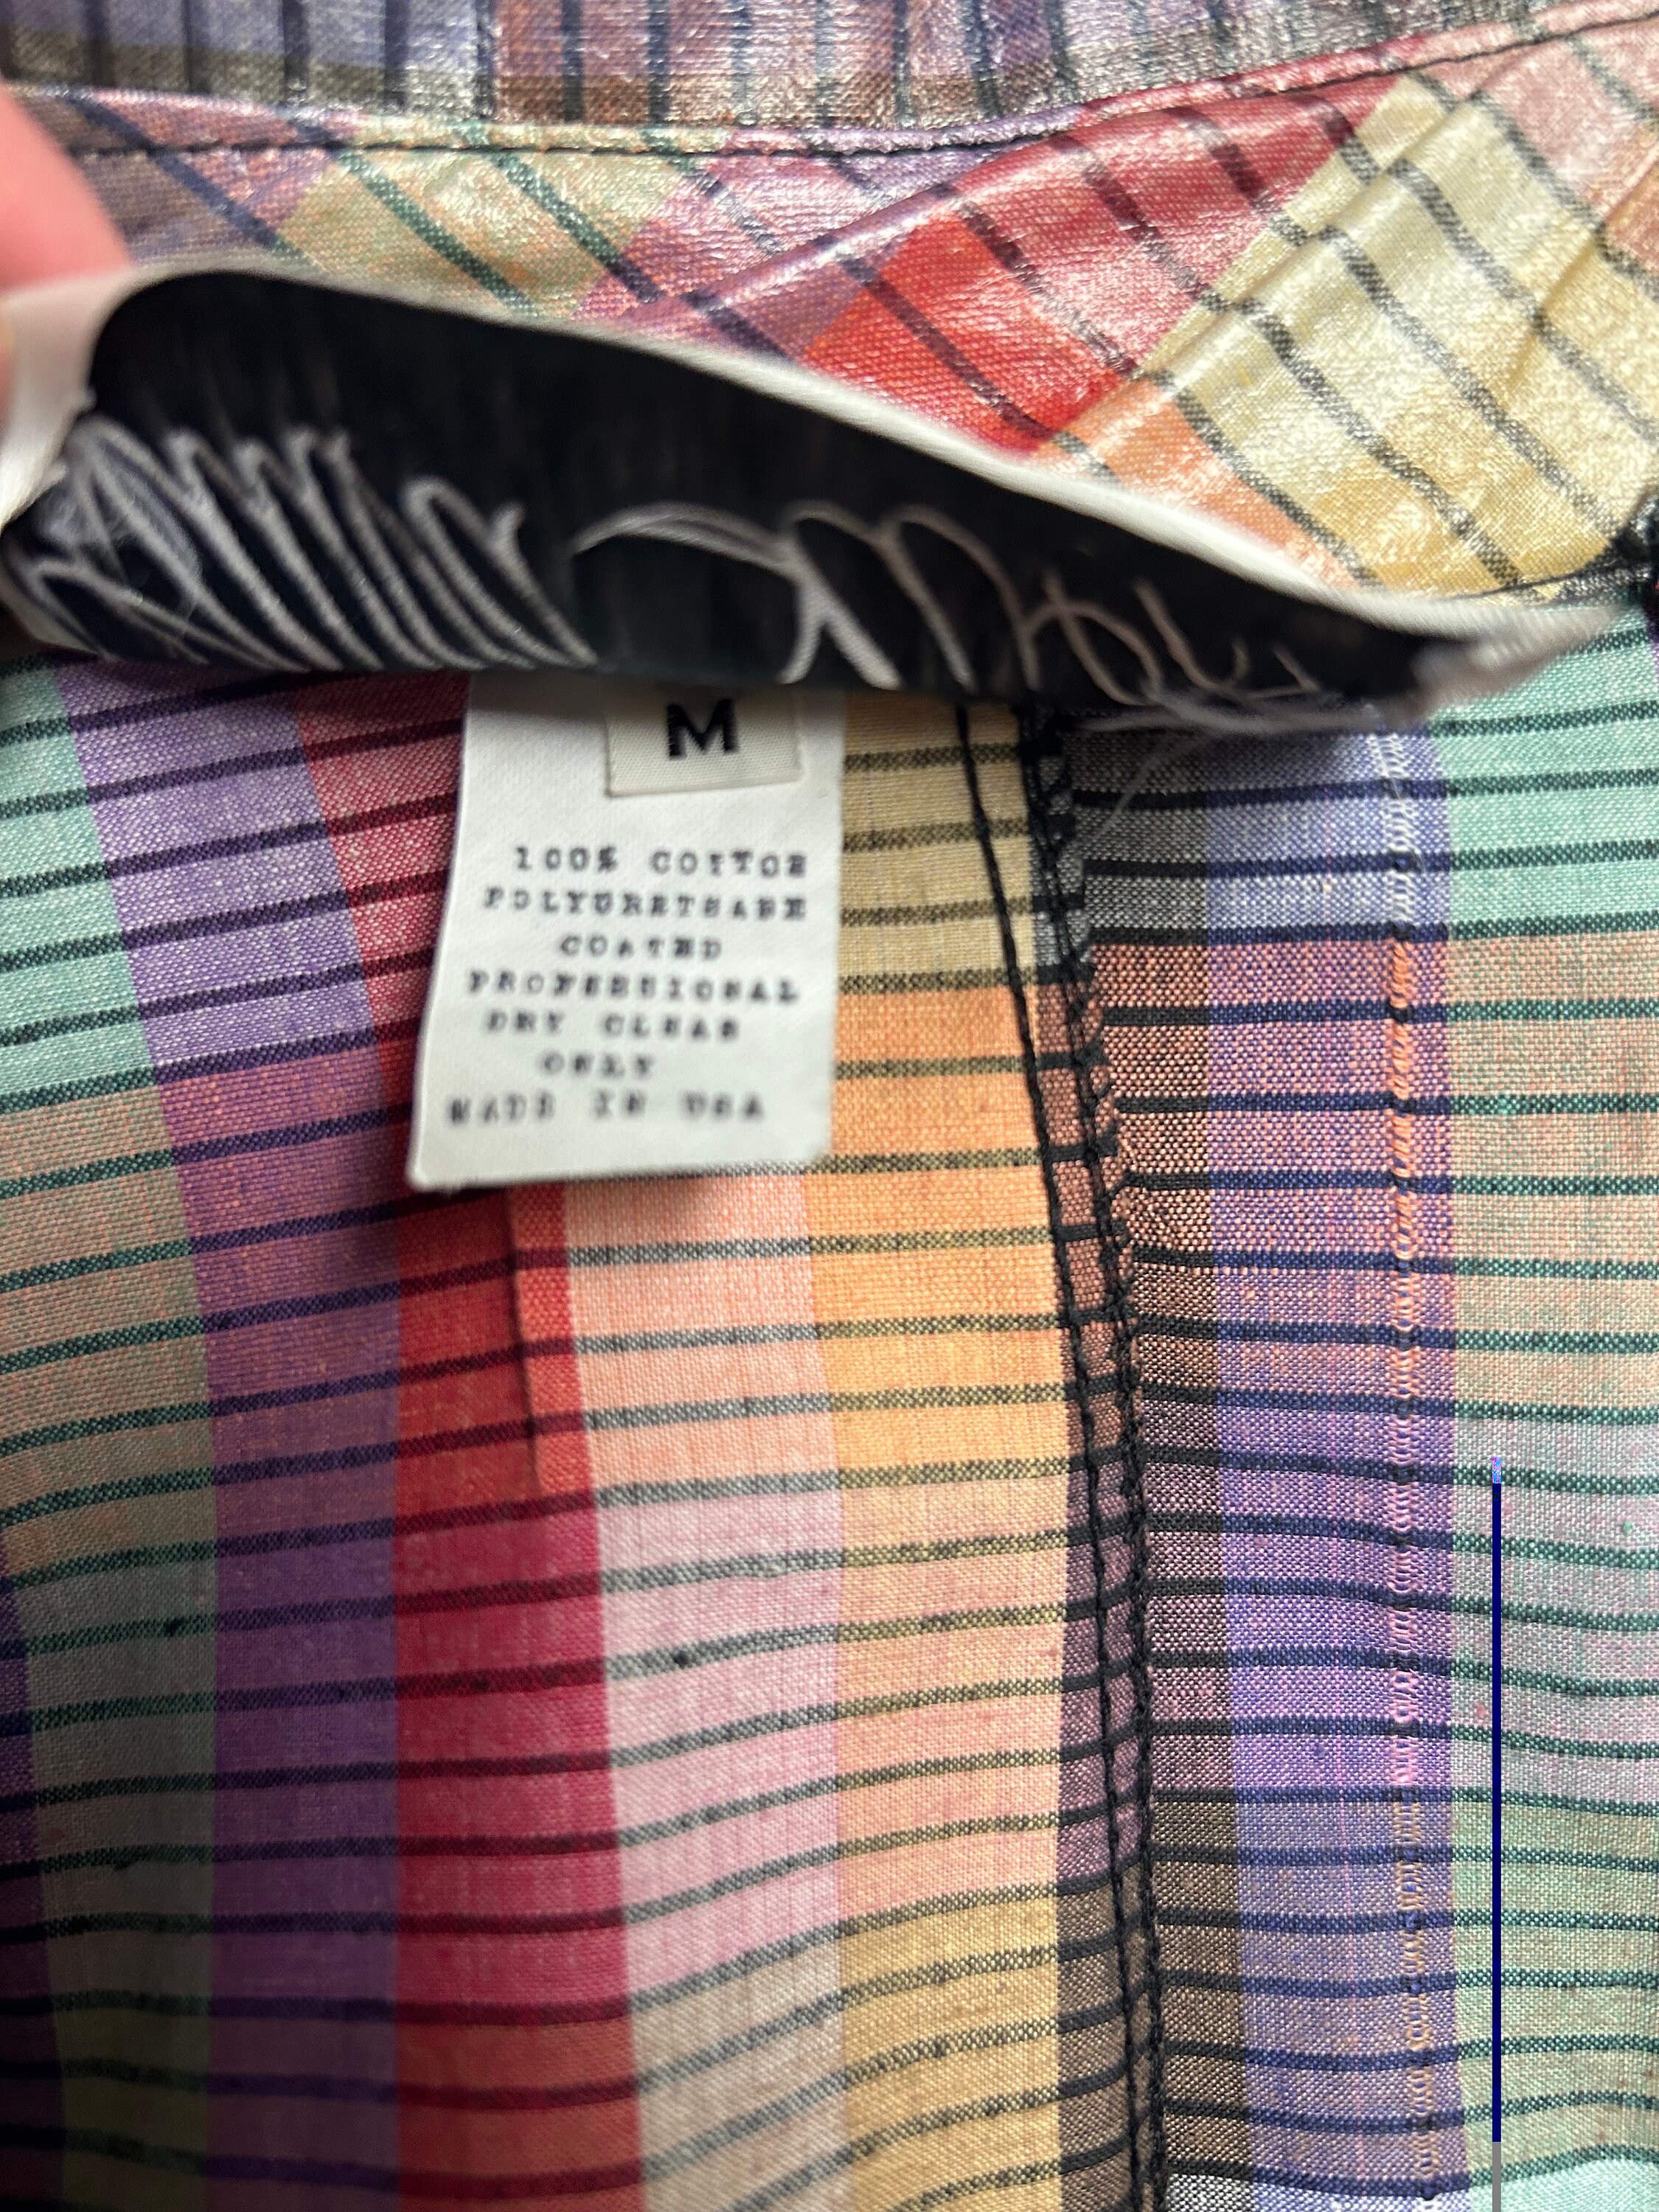 M
100% COTTON
POLYURETHANE
COATED
PROFESSIONAL
DRY CLEAN
ONLY
MADE IN USA